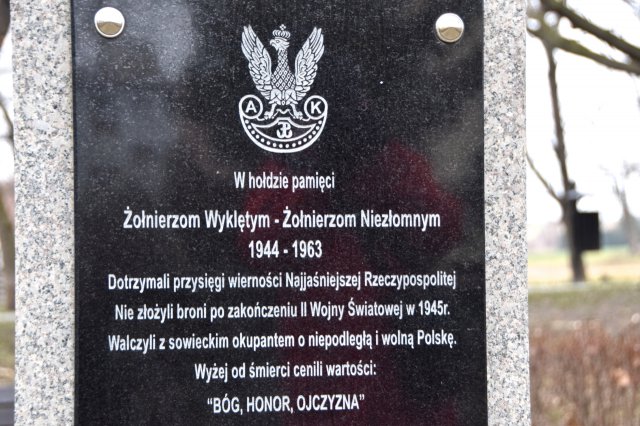 A K
W hołdzie pamięci
Żołnierzom Wyklętym - Żołnierzom Niezłomnym
1944 - 1963
Dotrzymali przysięgi wierności Najjaśniejszej Rzeczypospolitej
Nie złożyli broni po zakończeniu II Wojny Światowej w 1945r.
Walczyli z sowieckim okupantem o niepodległą i wolną Polskę.
Wyżej od śmierci cenili wartości:
"BÓG, HONOR, OJCZYZNA"